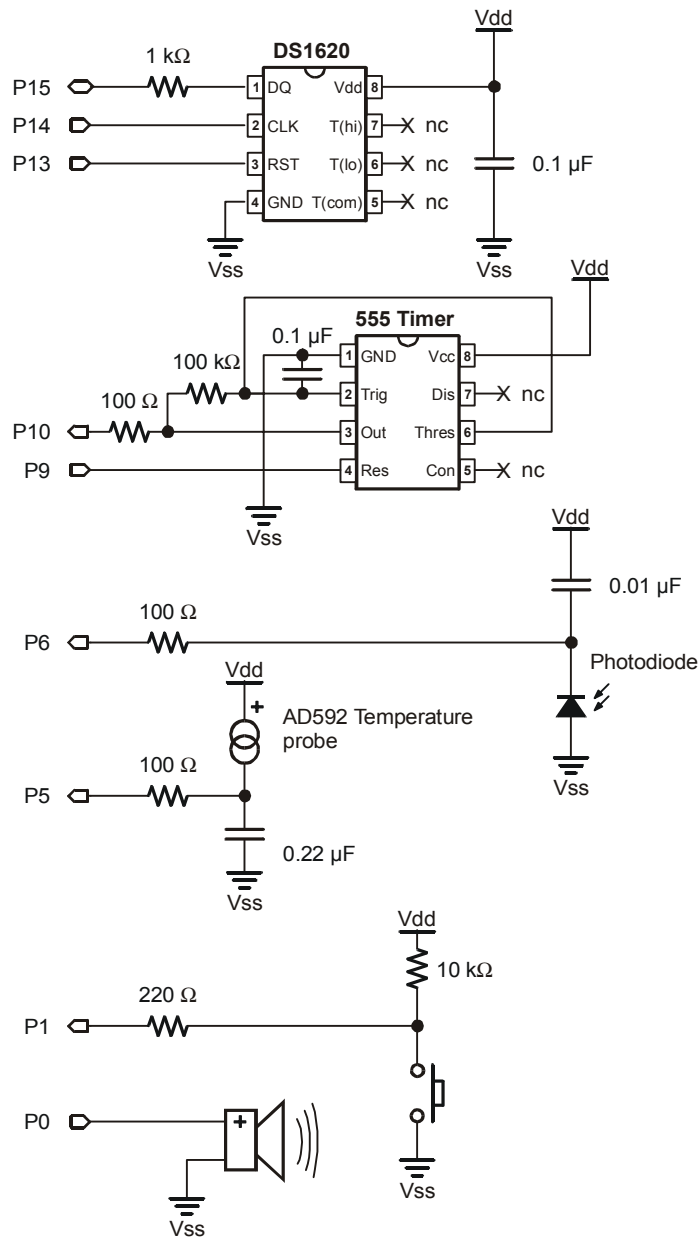 Vdd
DS1620
1 kΩ
P15 1 DQ Vdd 8
P14 2 CLK T(hi) 7 X nc
P13 3 RST T(lo) 6 X nc 0.1 µF
4 GND T(com) 5 X nc
Vss Vss
Vdd
555 Timer
0.1 µF
1 GND Vcc 8
100 kΩ
2 Trig Dis 7 X nc
100 Ω
P10 3 Out Thres 6
P9 4 Res Con 5 X nc
Vss
Vdd
0.01 µF
100 Ω
P6
Photodiode
Vdd
+
AD592 Temperature
probe
Vss
100 Ω
P5
0.22 µF
Vss
Vdd
10 kΩ
220 Ω
P1
P0 +
Vss
Vss